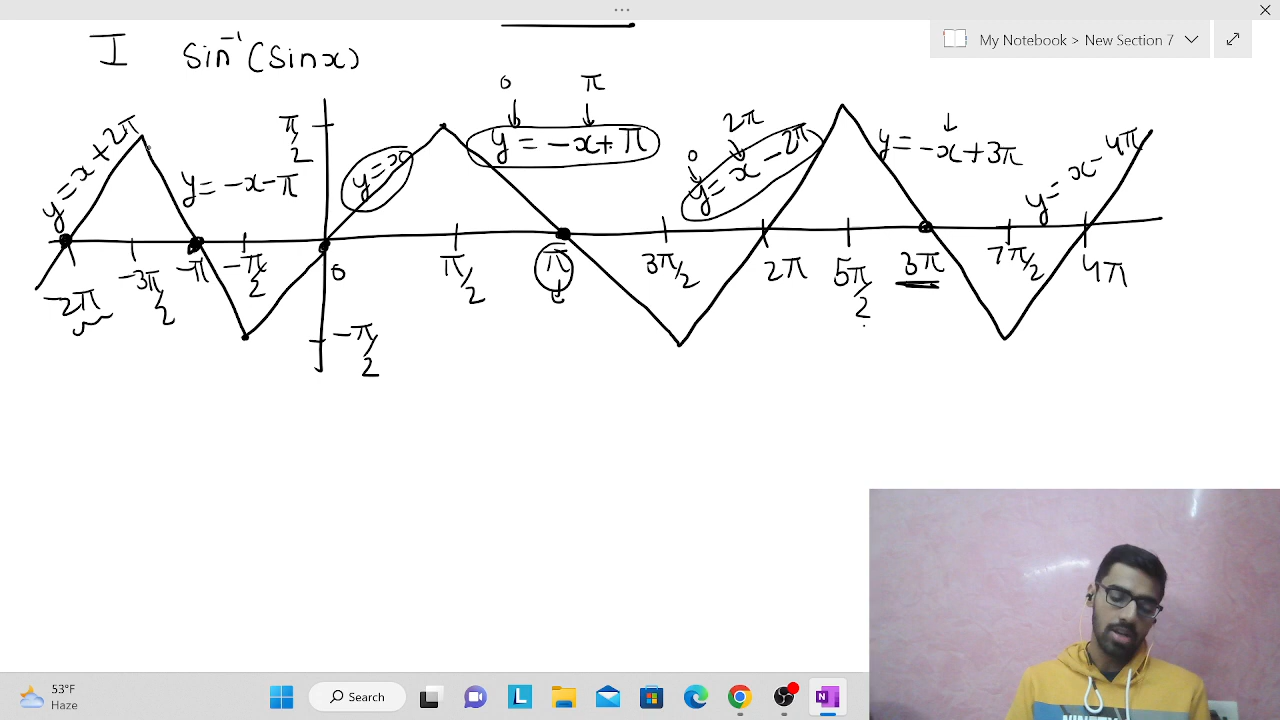 My Notebook > New Section 7
I sin⁻¹(sinx)
0 π
π/2
y = x + 2π
y = -x - π
y = x
y = -x + π
0 2π
y = x - 2π
y = -x + 3π
y = x - 4π
-2π -3π/2 -π -π/2 0 π/2 π 3π/2 2π 5π/2 3π 7π/2 4π
-π/2
53°F
Haze
Search